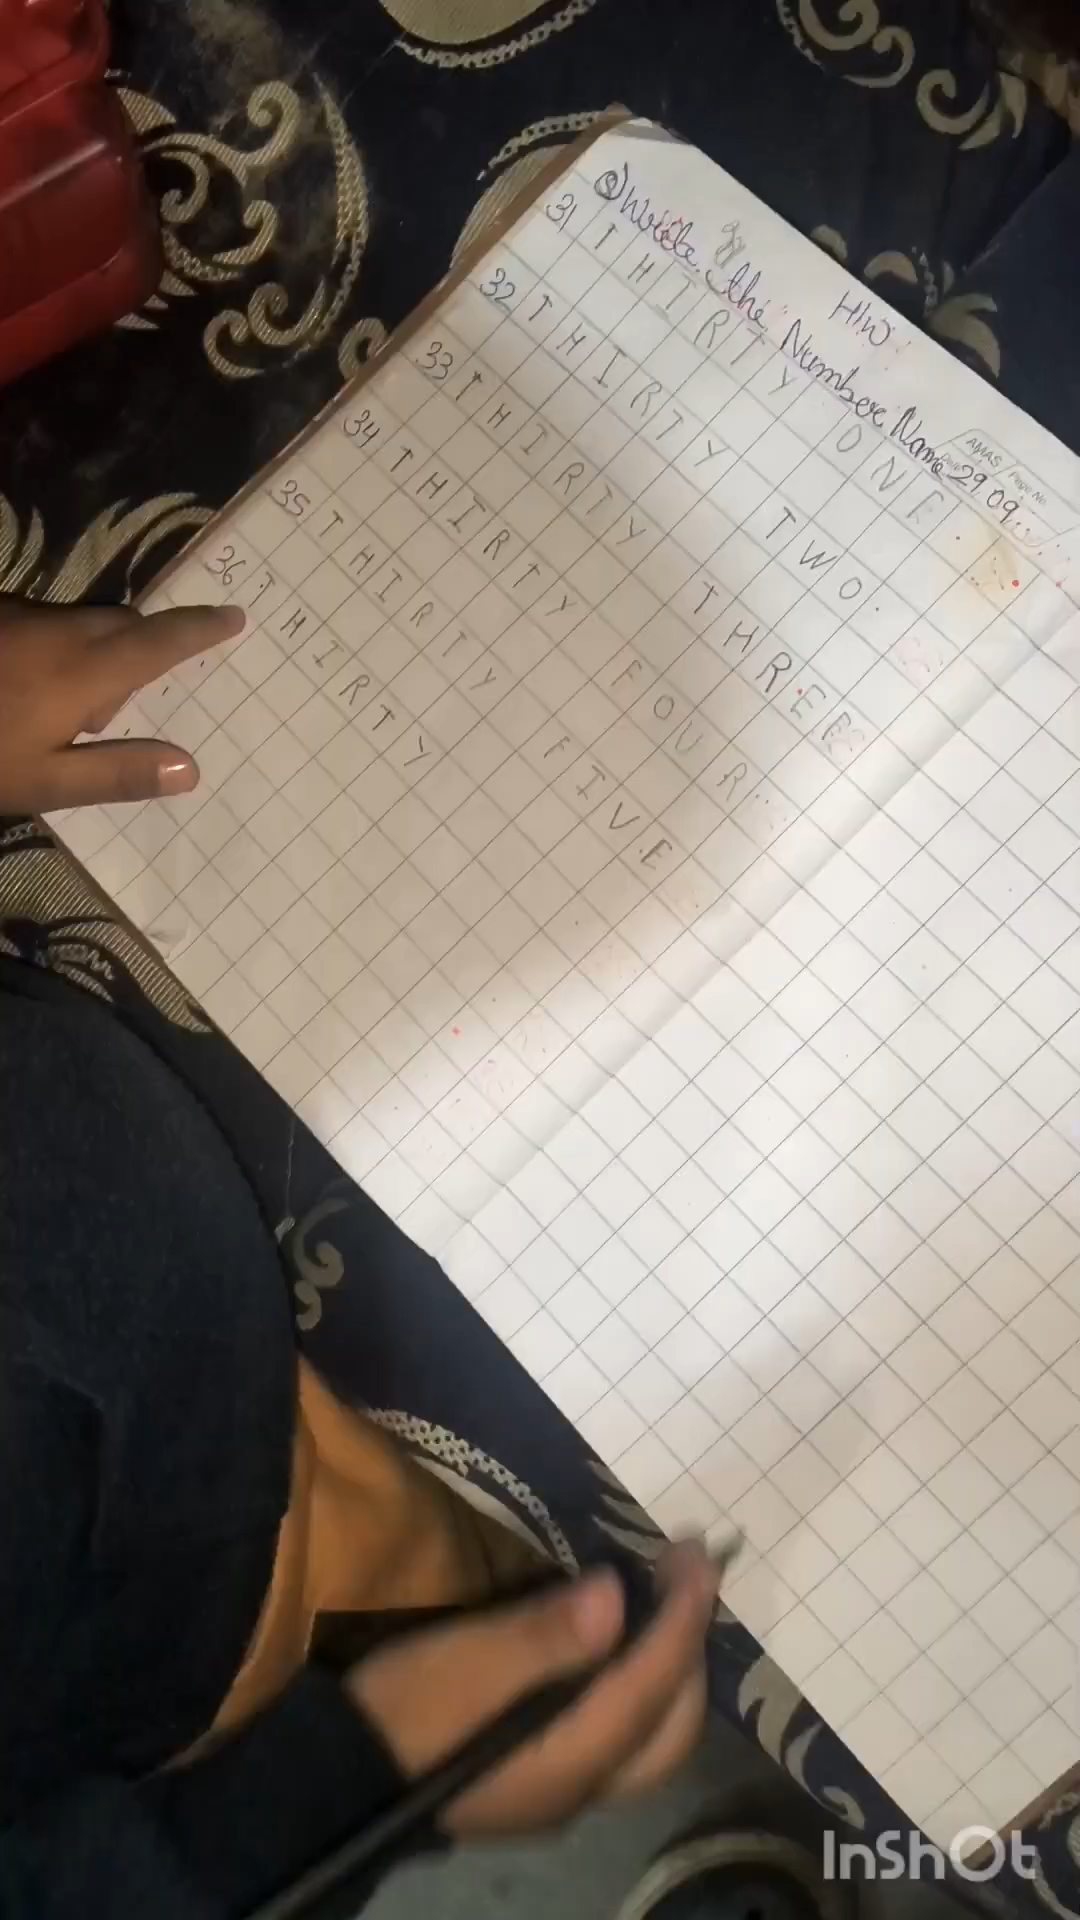 H/W
AMAS
Page No.
29.09
Q) Write the Number Name
31 THIRTY ONE
32 THIRTY TWO
33 THIRTY THREE
34 THIRTY FOUR
35 THIRTY FIVE
36 THIRTY
InShOt